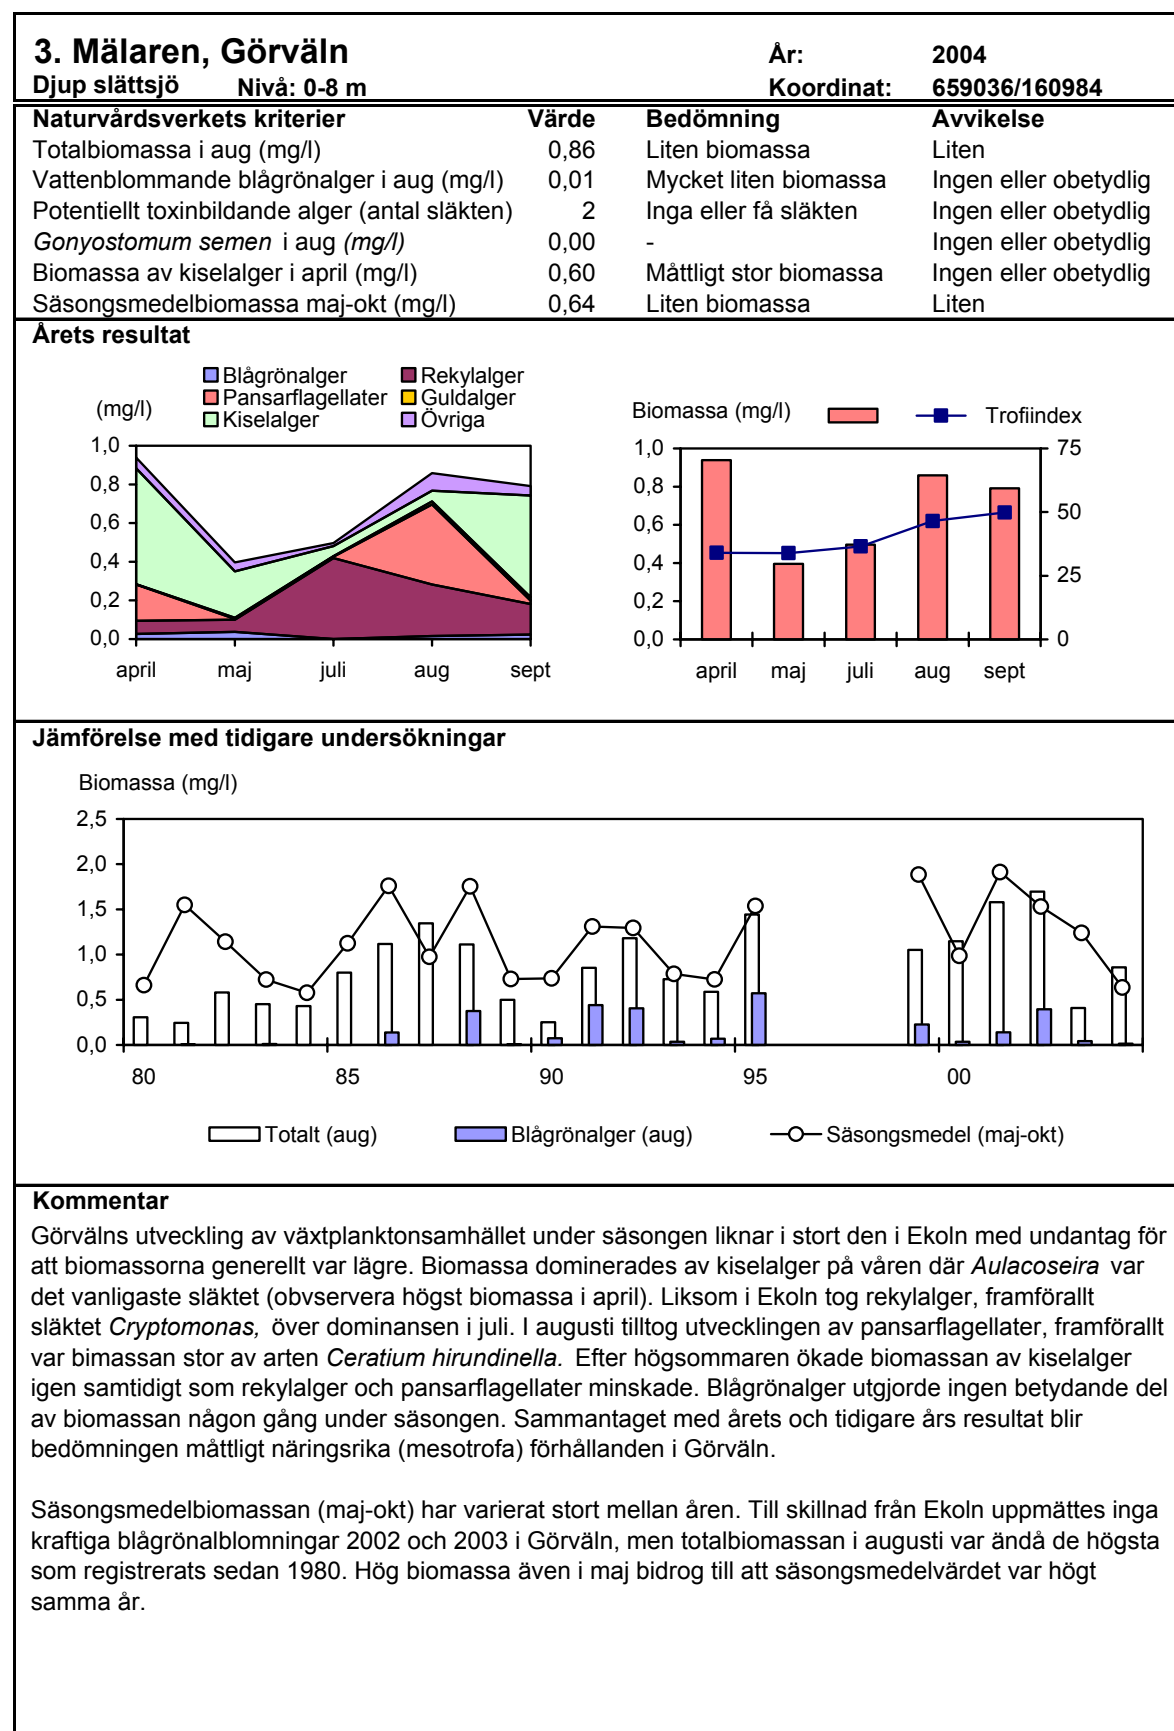 3. Mälaren, Görväln År: 2004
Djup slättsjö Nivå: 0-8 m Koordinat: 659036/160984
Naturvårdsverkets kriterier Värde Bedömning Avvikelse
Totalbiomassa i aug (mg/l) 0,86 Liten biomassa Liten
Vattenblommande blågrönalger i aug (mg/l) 0,01 Mycket liten biomassa Ingen eller obetydlig
Potentiellt toxinbildande alger (antal släkten) 2 Inga eller få släkten Ingen eller obetydlig
Gonyostomum semen i aug (mg/l) 0,00 - Ingen eller obetydlig
Biomassa av kiselalger i april (mg/l) 0,60 Måttligt stor biomassa Ingen eller obetydlig
Säsongsmedelbiomassa maj-okt (mg/l) 0,64 Liten biomassa Liten
Årets resultat
Blågrönalger Rekylalger
Pansarflagellater Guldalger
Kiselalger Övriga
(mg/l)
1,0
0,8
0,6
0,4
0,2
0,0
april maj juli aug sept
Biomassa (mg/l) Trofiindex
1,0 75
0,8
0,6 50
0,4
25
0,2
0,0 0
april maj juli aug sept
Jämförelse med tidigare undersökningar
Biomassa (mg/l)
2,5
2,0
1,5
1,0
0,5
0,0
80 85 90 95 00
Totalt (aug) Blågrönalger (aug) Säsongsmedel (maj-okt)
Kommentar
Görvälns utveckling av växtplanktonsamhället under säsongen liknar i stort den i Ekoln med undantag för
att biomassorna generellt var lägre. Biomassa dominerades av kiselalger på våren där Aulacoseira var
det vanligaste släktet (obvservera högst biomassa i april). Liksom i Ekoln tog rekylalger, framförallt
släktet Cryptomonas, över dominansen i juli. I augusti tilltog utvecklingen av pansarflagellater, framförallt
var bimassan stor av arten Ceratium hirundinella. Efter högsommaren ökade biomassan av kiselalger
igen samtidigt som rekylalger och pansarflagellater minskade. Blågrönalger utgjorde ingen betydande del
av biomassan någon gång under säsongen. Sammantaget med årets och tidigare års resultat blir
bedömningen måttligt näringsrika (mesotrofa) förhållanden i Görväln.
Säsongsmedelbiomassan (maj-okt) har varierat stort mellan åren. Till skillnad från Ekoln uppmättes inga
kraftiga blågrönalblomningar 2002 och 2003 i Görväln, men totalbiomassan i augusti var ändå de högsta
som registrerats sedan 1980. Hög biomassa även i maj bidrog till att säsongsmedelvärdet var högt
samma år.